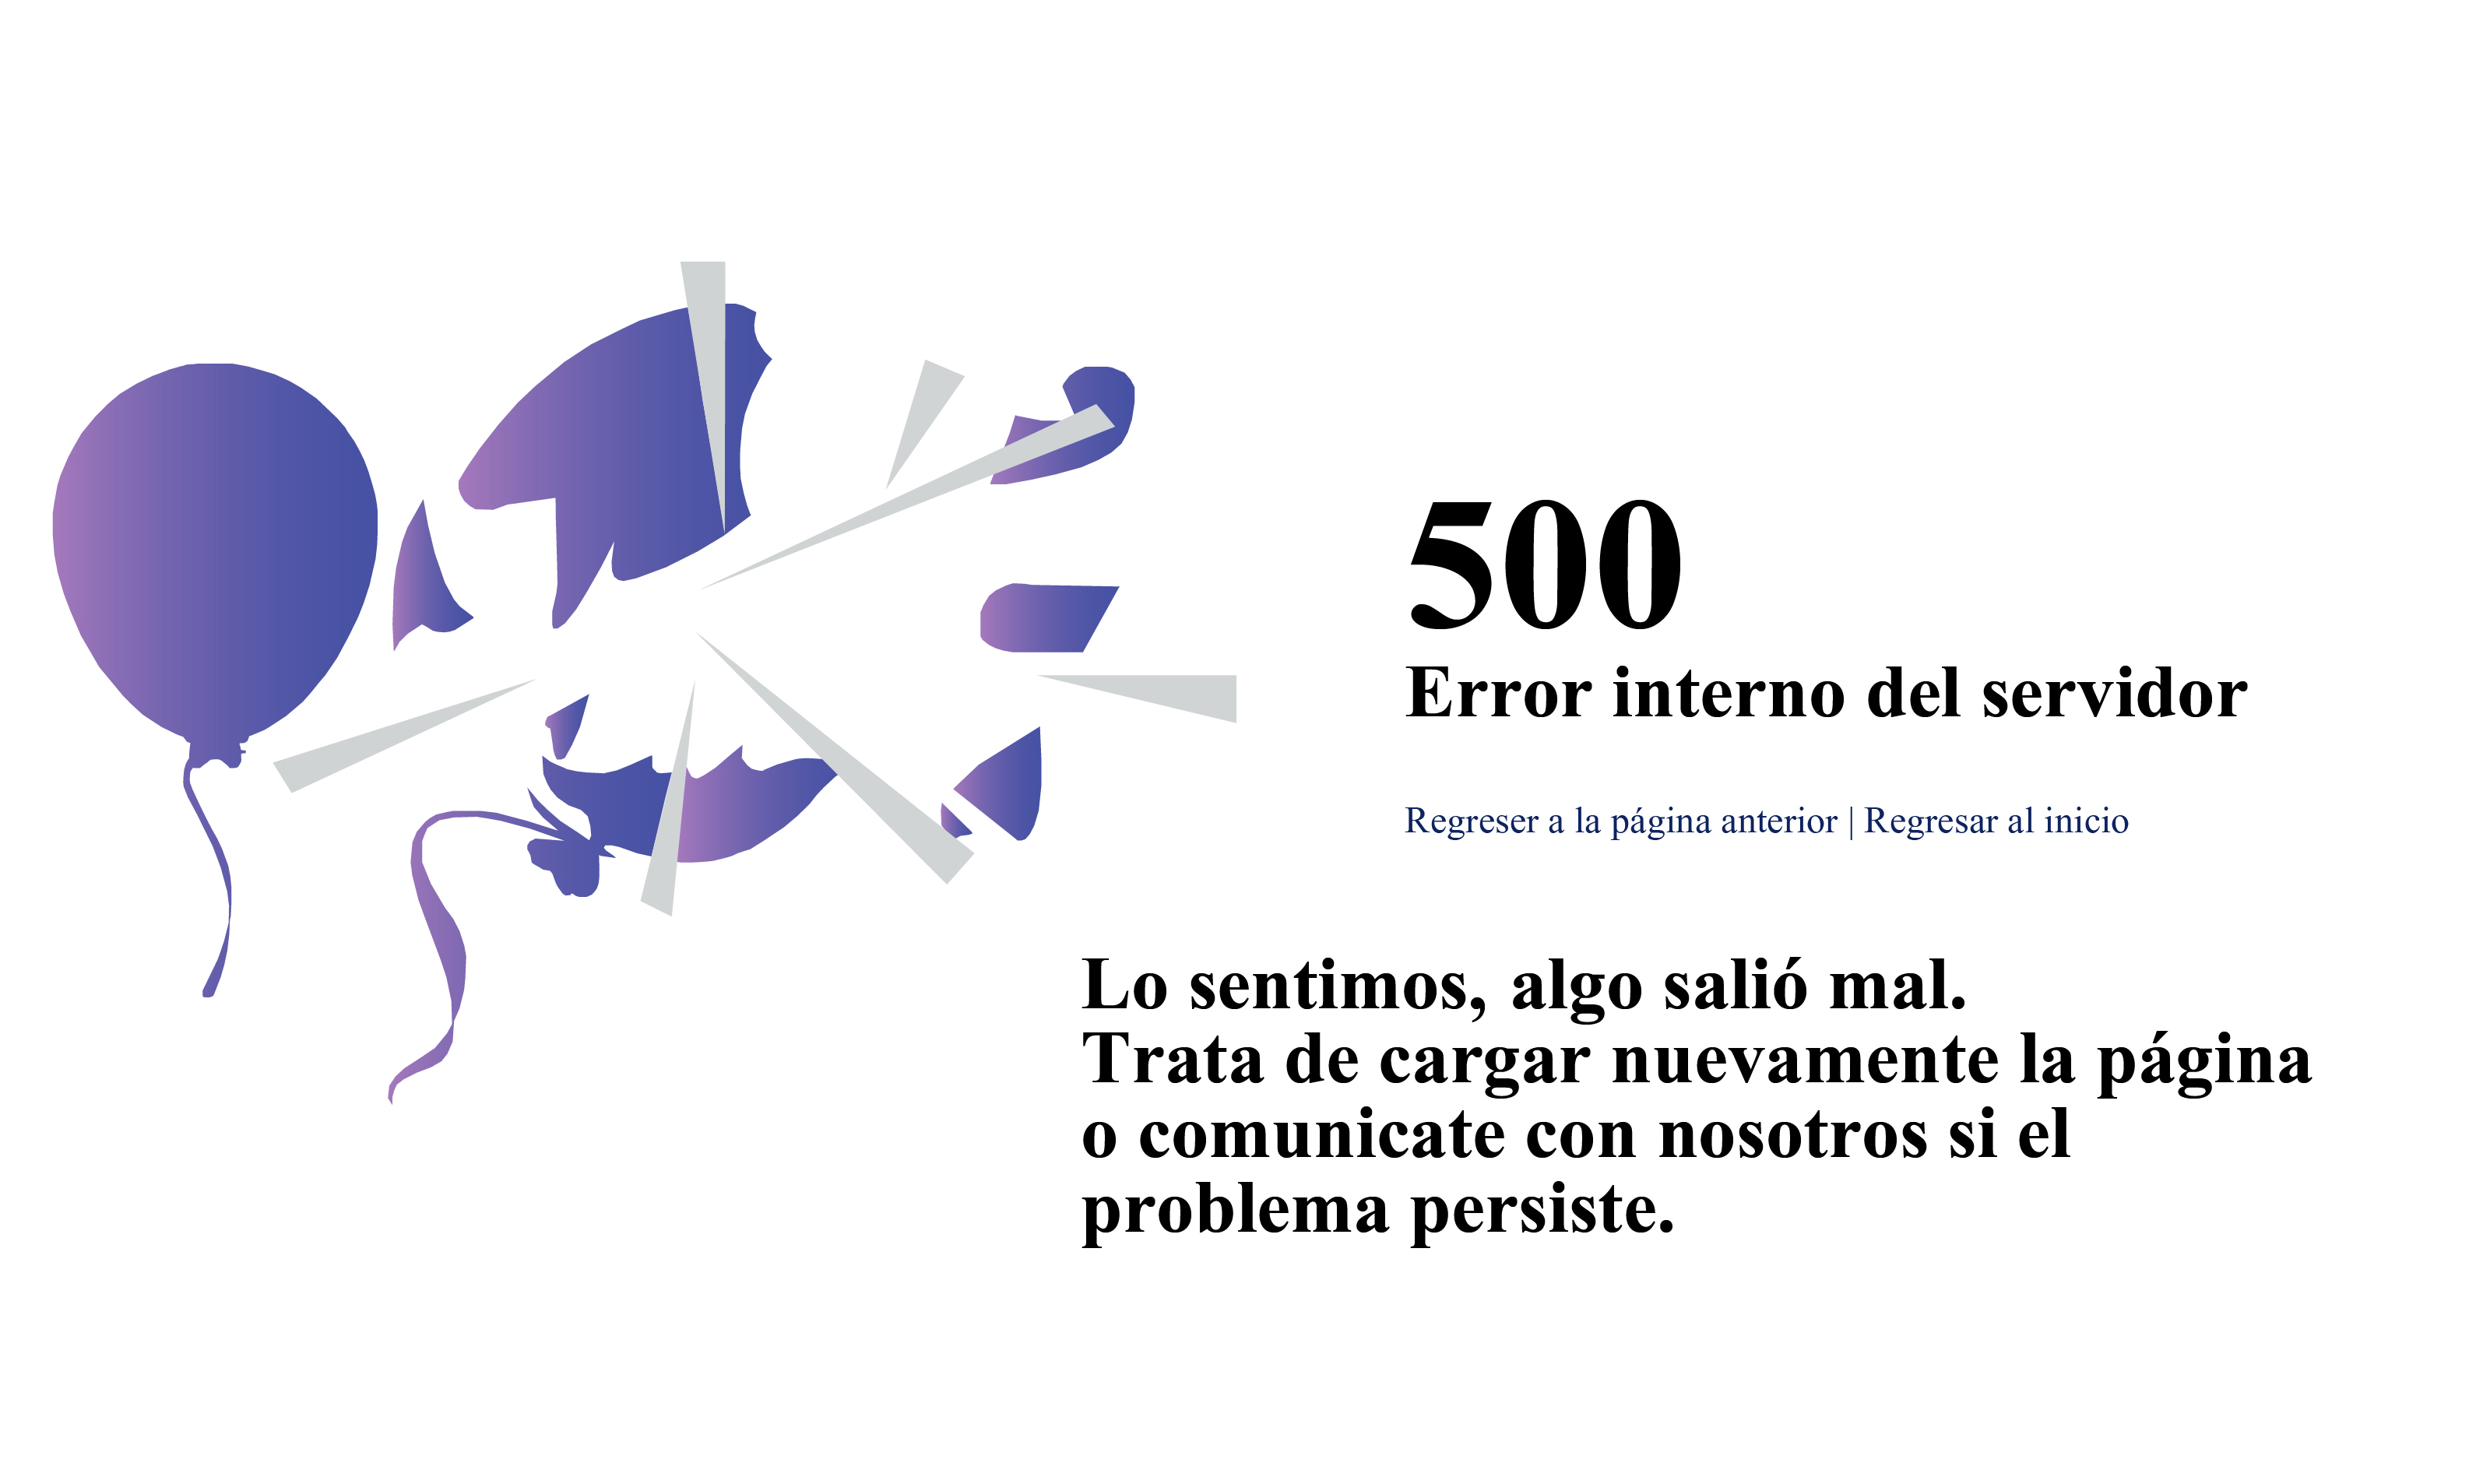 500
Error interno del servidor
Regreser a la página anterior | Regresar al inicio
Lo sentimos, algo salió mal.
Trata de cargar nuevamente la página
o comunicate con nosotros si el
problema persiste.